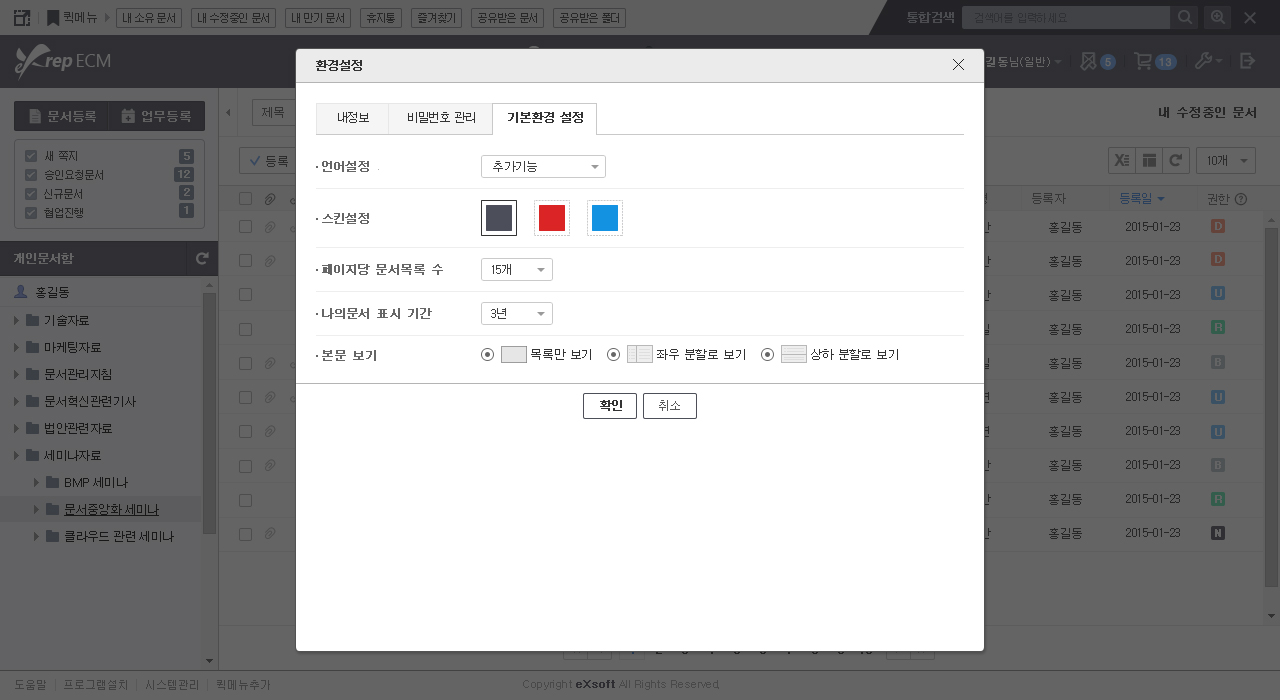 퀵메뉴 내 소유 문서 내 수정중인 문서 내 만기 문서 휴지통 즐겨찾기 공유받은 문서 공유받은 폴더 통합검색 검색어를 입력하세요
Xrep ECM
길동님(일반) 5 13
환경설정
문서등록 업무등록
제목
내 수정중인 문서
내정보 비밀번호 관리 기본환경 설정
새 쪽지 5
승인요청문서 12
신규문서 2
협업진행 1
등록
10개
언어설정 추가기능
등록자 등록일 권한
스킨설정
개인문서함
홍길동
기술자료
마케팅자료
문서관리지침
문서혁신관련기사
법안관련자료
세미나자료
BMP 세미나
문서중앙화 세미나
클라우드 관련 세미나
페이지당 문서목록 수 15개
나의문서 표시 기간 3년
본문 보기 목록만 보기 좌우 분할로 보기 상하 분할로 보기
확인 취소
홍길동 2015-01-23 D
홍길동 2015-01-23 D
홍길동 2015-01-23 U
홍길동 2015-01-23 R
홍길동 2015-01-23 B
홍길동 2015-01-23 U
홍길동 2015-01-23 U
홍길동 2015-01-23 B
홍길동 2015-01-23 R
홍길동 2015-01-23 N
도움말 프로그램설치 시스템관리 퀵메뉴추가
Copyright eXsoft All Rights Reserved.